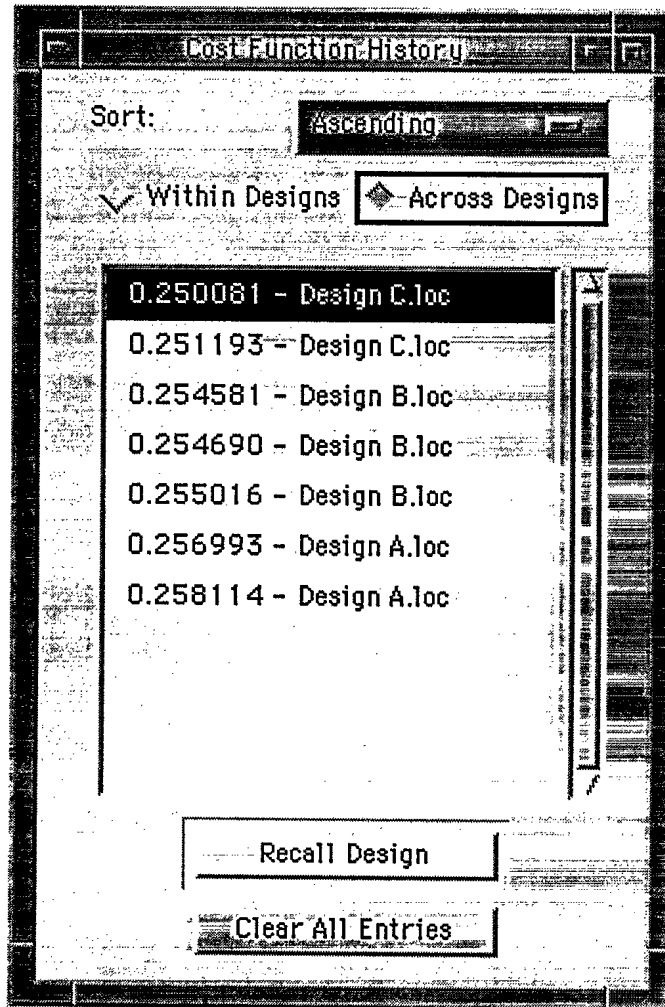 Cost Function History
Sort: Ascending
Within Designs Across Designs
0.250081 - Design C.loc
0.251193 - Design C.loc
0.254581 - Design B.loc
0.254690 - Design B.loc
0.255016 - Design B.loc
0.256993 - Design A.loc
0.258114 - Design A.loc
Recall Design
Clear All Entries